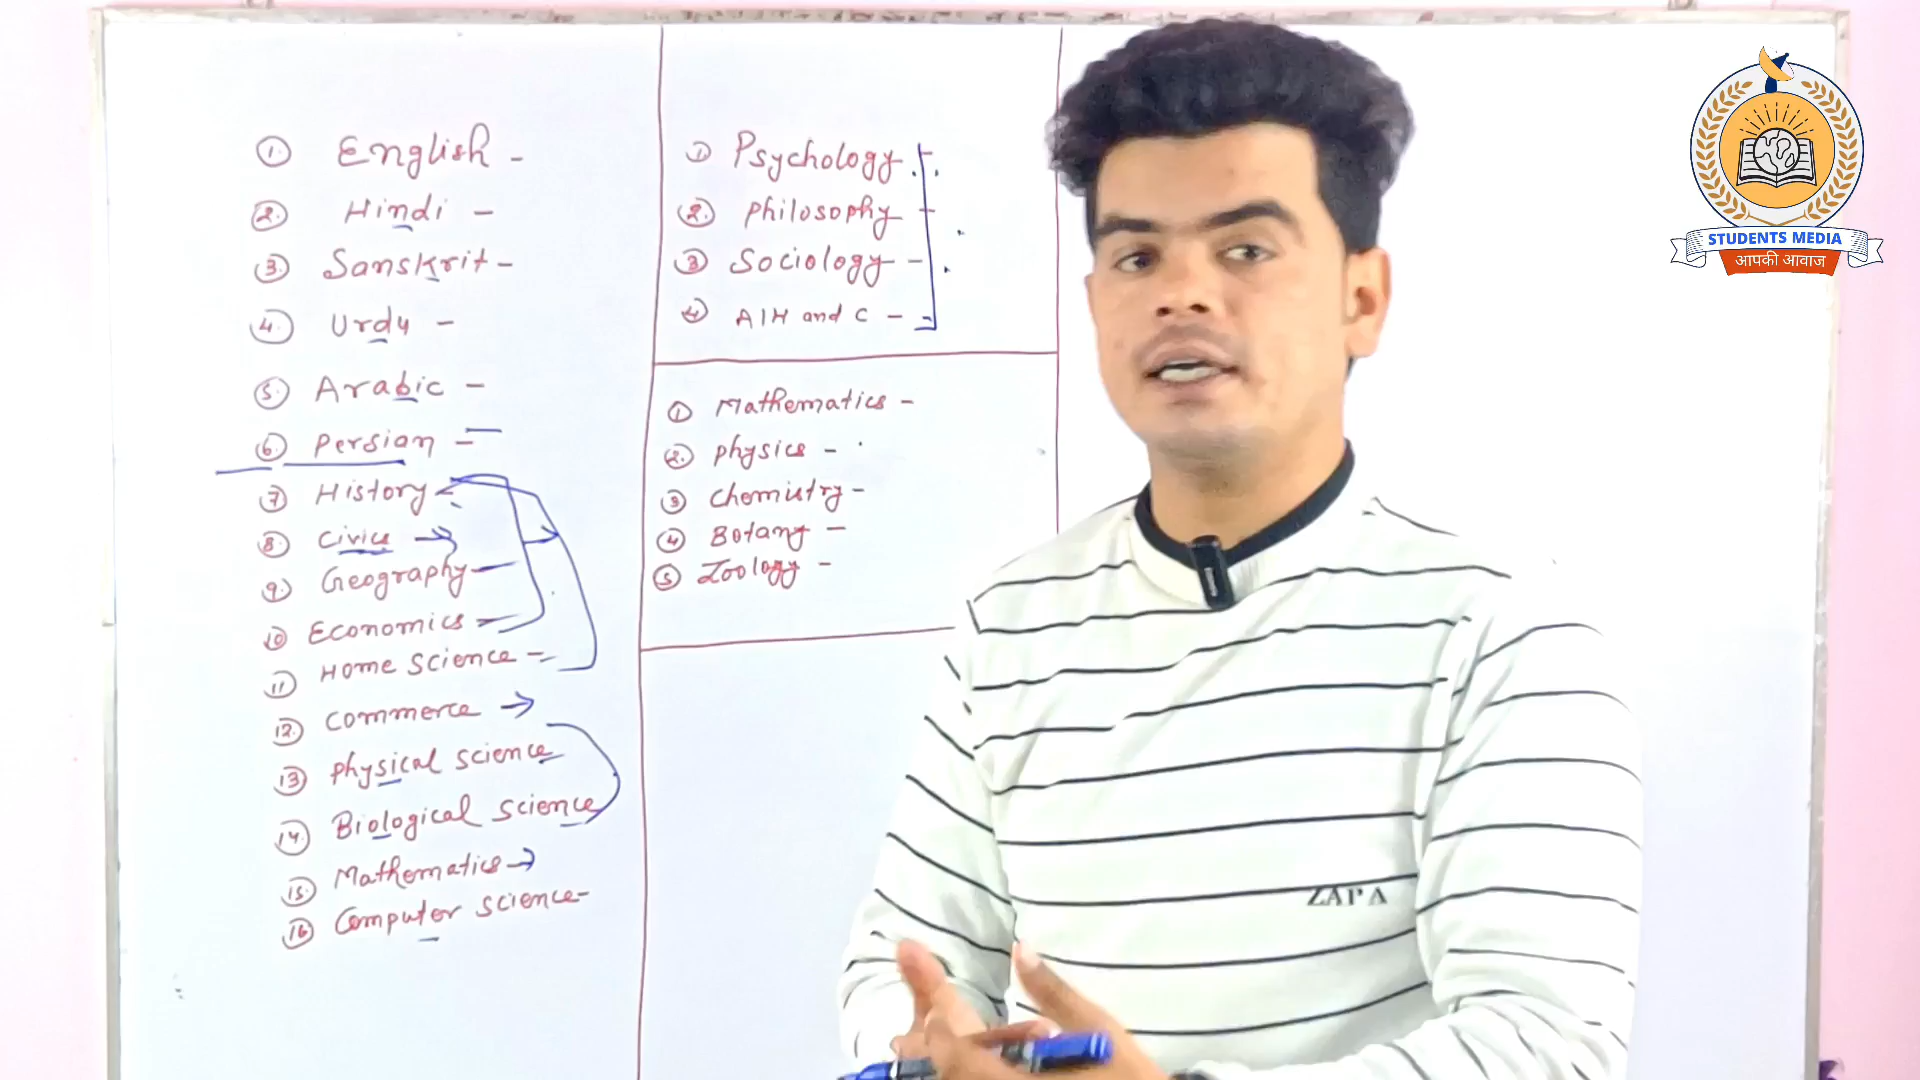 ① English -
② Hindi -
③ Sanskrit -
④ Urdu -
⑤ Arabic -
⑥ Persian -
⑦ History
⑧ Civics →
⑨ Geography -
⑩ Economics -
⑪ Home Science -
⑫ Commerce →
⑬ Physical Science
⑭ Biological Science
⑮ Mathematics →
⑯ Computer Science -
① Psychology -
② Philosophy -
③ Sociology -
④ AIH and C -
① Mathematics -
② Physics -
③ Chemistry -
④ Botany -
⑤ Zoology -
STUDENTS MEDIA
आपकी आवाज
ZAPA